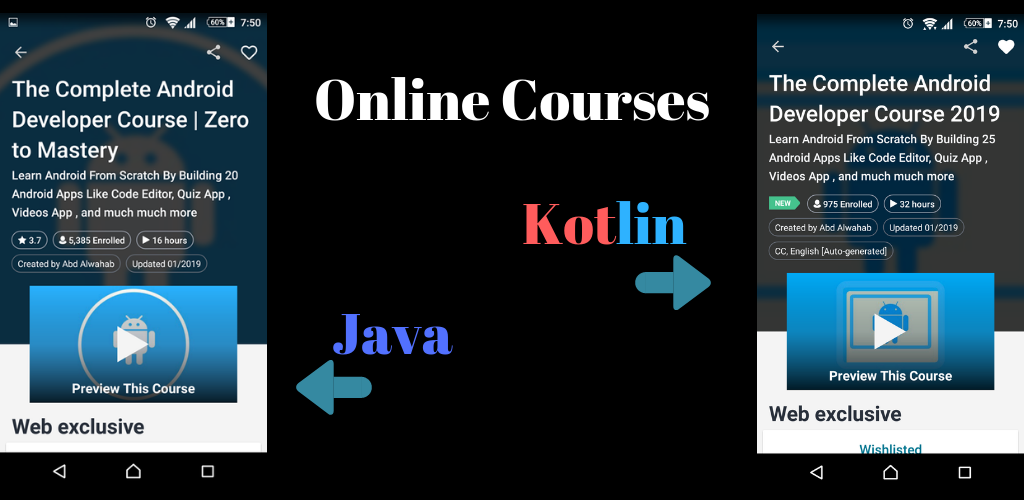 60%
7:50
The Complete Android
Developer Course | Zero
to Mastery
Learn Android From Scratch By Building 20
Android Apps Like Code Editor, Quiz App ,
Videos App , and much much more
3.7
5,385 Enrolled
16 hours
Created by Abd Alwahab
Updated 01/2019
Preview This Course
Web exclusive
Online Courses
Kotlin
Java
60%
7:50
The Complete Android
Developer Course 2019
Learn Android From Scratch By Building 25
Android Apps Like Code Editor, Quiz App ,
Videos App , and much much more
NEW
975 Enrolled
32 hours
Created by Abd Alwahab
Updated 01/2019
CC, English [Auto-generated]
Preview This Course
Web exclusive
Wishlisted